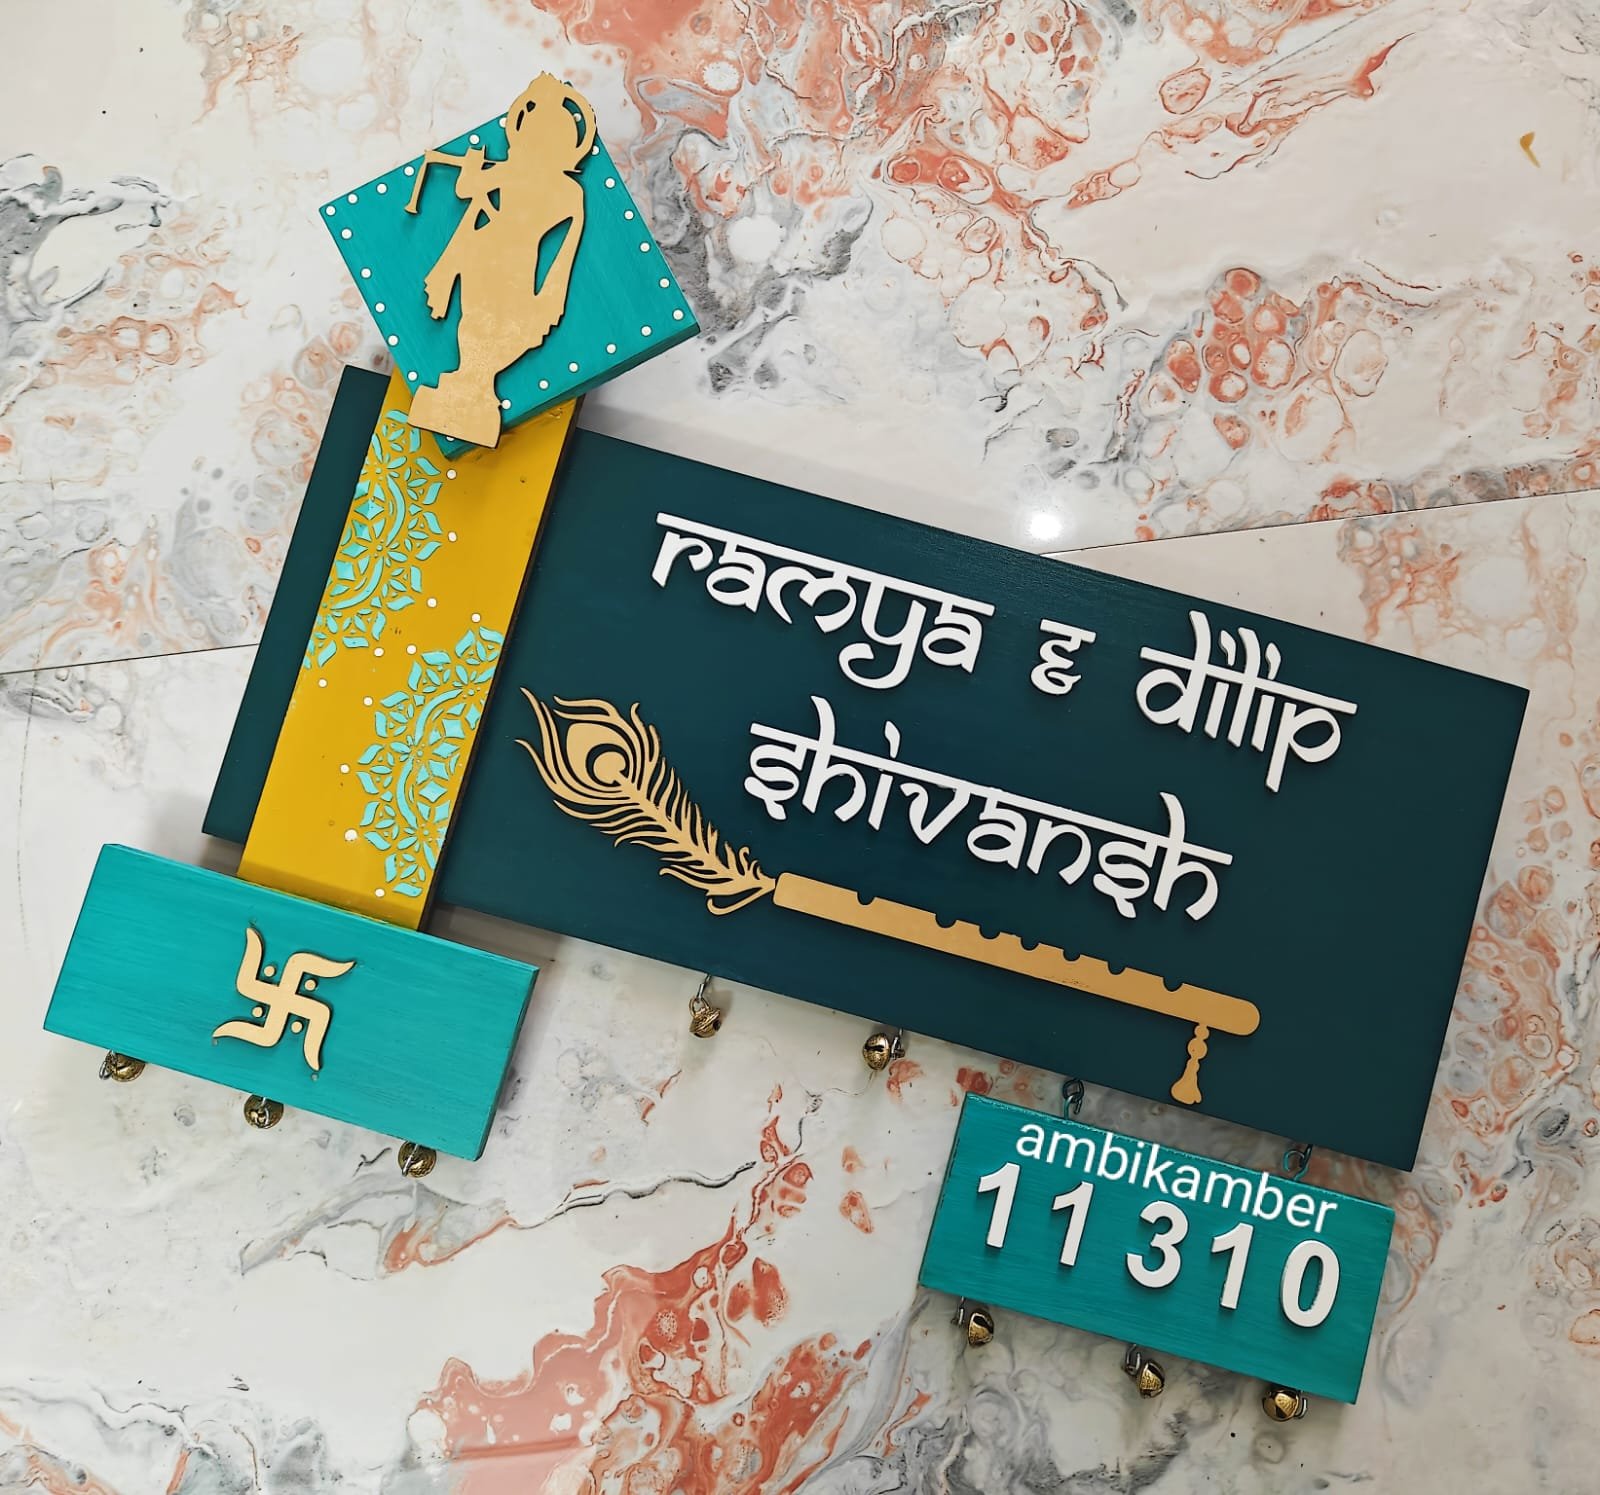 ramya & dilip
shivansh
ambikamber
11310